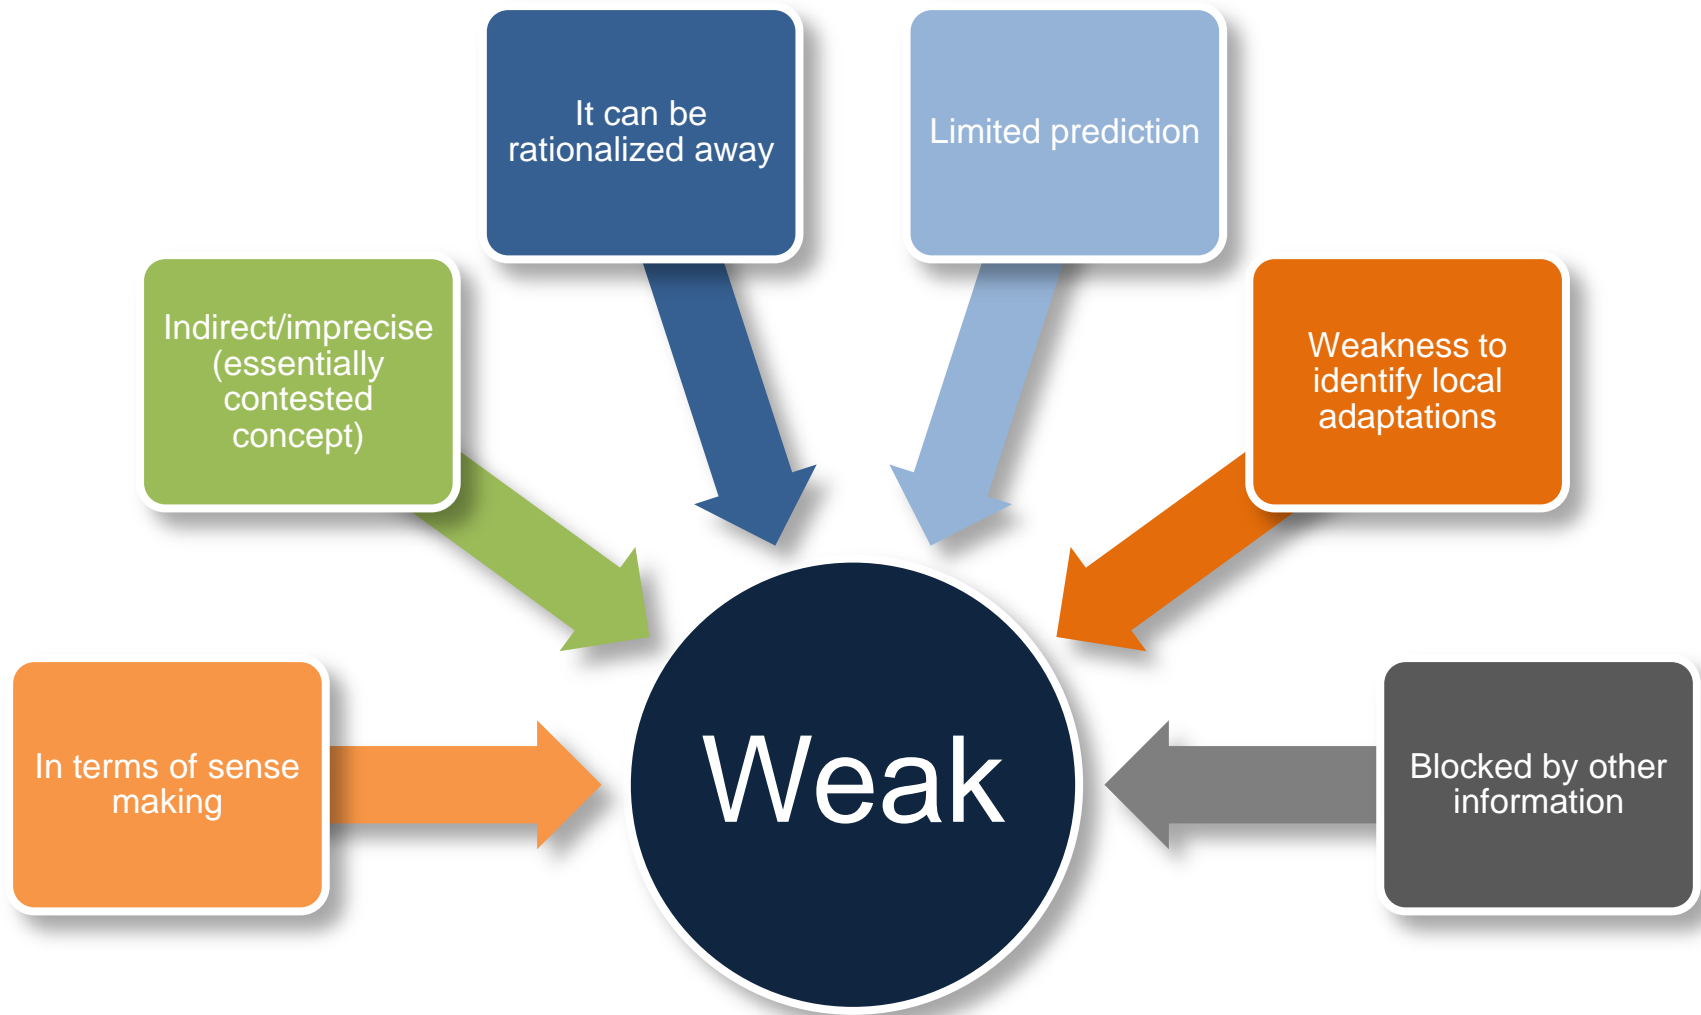 It can be
rationalized away
Limited prediction
Indirect/imprecise
(essentially
contested
concept)
Weakness to
identify local
adaptations
In terms of sense
making
Weak
Blocked by other
information